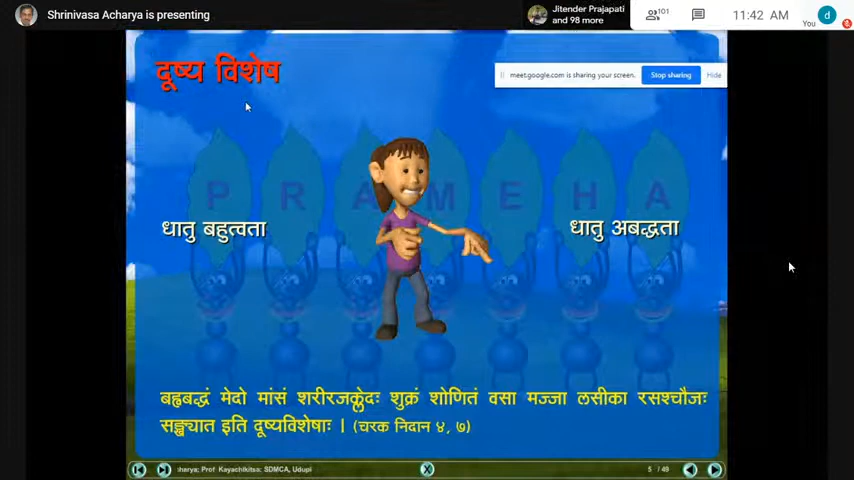 Shrinivasa Acharya is presenting
Jitender Prajapati
and 98 more
101
11:42 AM
You
d
दूष्य विशेष
meet.google.com is sharing your screen.
Stop sharing
Hide
P R A M E H A
धातु बहुत्वता
धातु अबद्धता
बह्वबद्धं मेदो मांसं शरीरजक्लेदः शुक्रं शोणितं वसा मज्जा लसीका रसश्चौजः
सङ्ख्यात इति दूष्यविशेषाः । (चरक निदान ४, ७)
:harya; Prof Kayachikitsa: SDMCA, Udupi
5 / 49